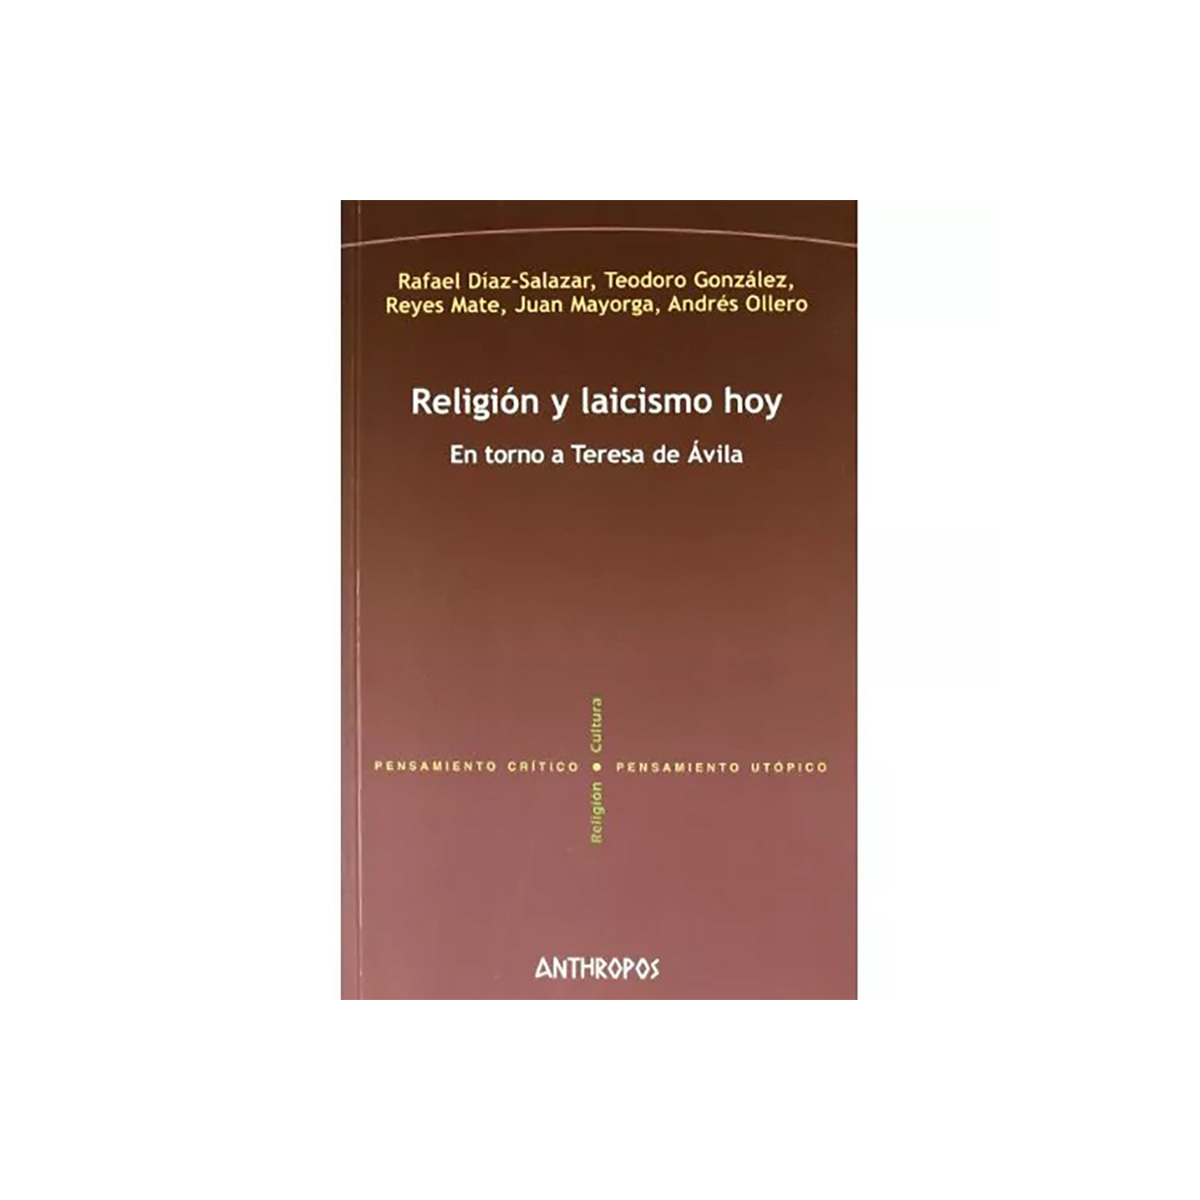 Rafael Díaz-Salazar, Teodoro González,
Reyes Mate, Juan Mayorga, Andrés Ollero
Religión y laicismo hoy
En torno a Teresa de Ávila
Cultura
PENSAMIENTO CRÍTICO • PENSAMIENTO UTÓPICO
Religión
ANTHROPOS